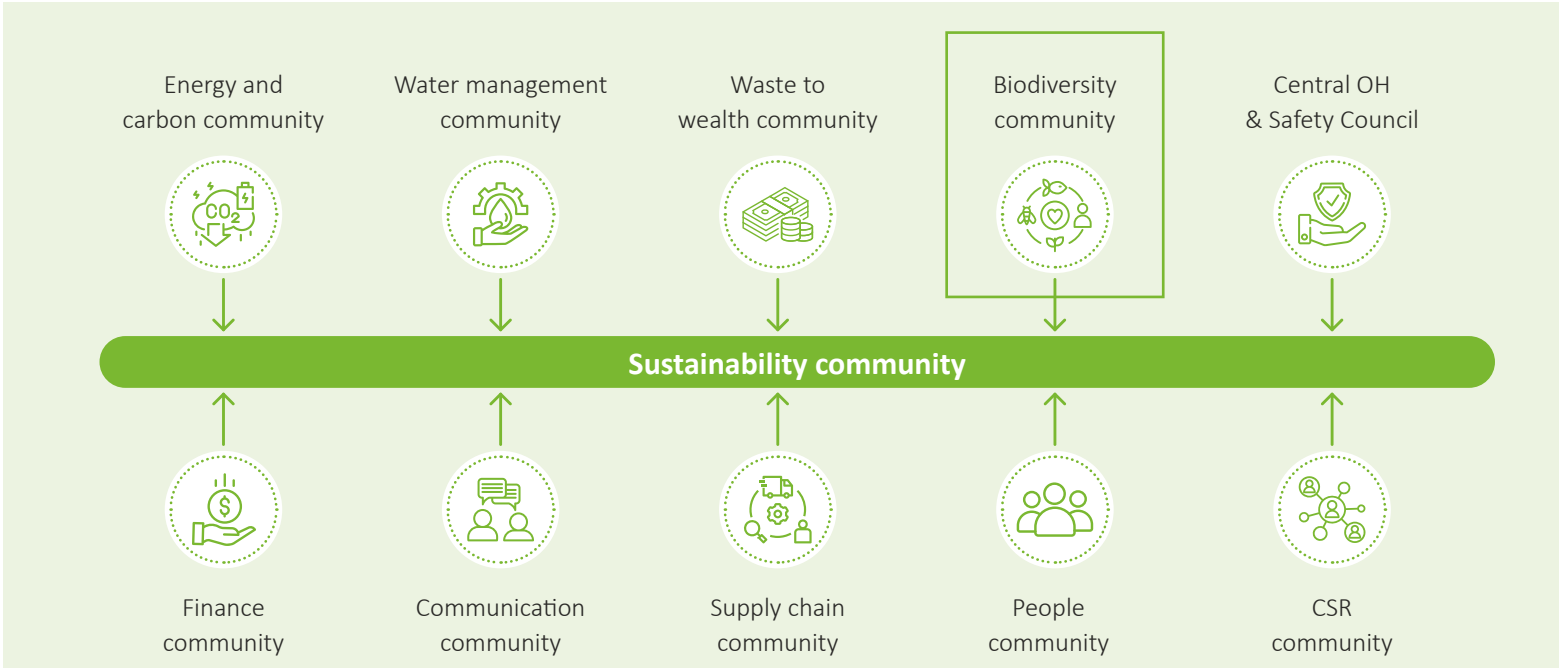 Energy and
carbon community
Water management
community
Waste to
wealth community
Biodiversity
community
Central OH
& Safety Council
CO2
Sustainability community
$
Finance
community
Communication
community
Supply chain
community
People
community
CSR
community